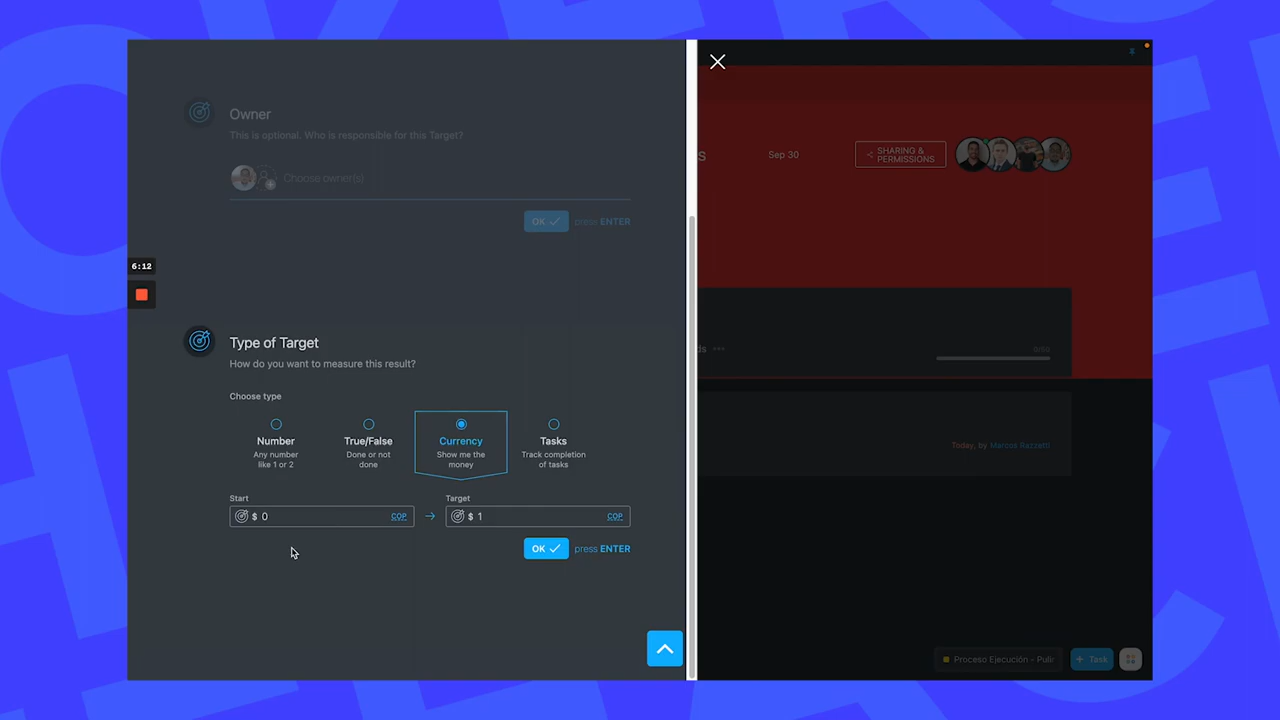 Owner
This is optional. Who is responsible for this Target?
Choose owner(s)
OK press ENTER
6:12
Type of Target
How do you want to measure this result?
Choose type
Number
Any number
like 1 or 2
True/False
Done or not
done
Currency
Show me the
money
Tasks
Track completion
of tasks
Start
$ 0 COP
Target
$ 1 COP
OK press ENTER
Sep 30
SHARING &
PERMISSIONS
Today, by Marcos Razzetti
Proceso Ejecución - Pulir
+ Task